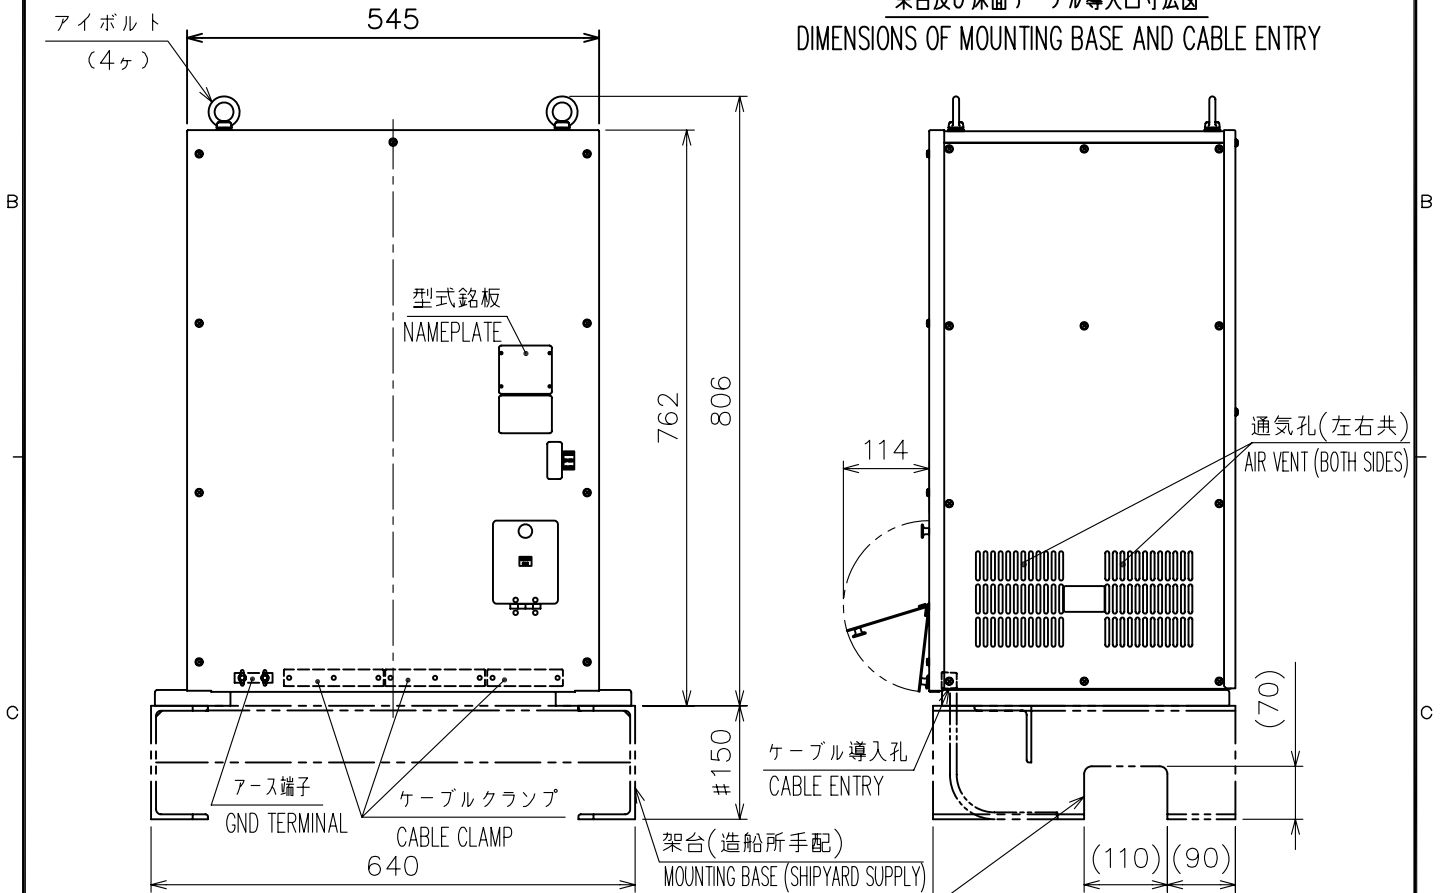 DIMENSIONS OF MOUNTING BASE AND CABLE ENTRY
アイボルト
(4ヶ)
545
B
B
型式銘板
NAMEPLATE
762
806
114
通気孔(左右共)
AIR VENT (BOTH SIDES)
C
C
アース端子
GND TERMINAL
ケーブルクランプ
CABLE CLAMP
#150
ケーブル導入孔
CABLE ENTRY
(70)
架台(造船所手配)
MOUNTING BASE (SHIPYARD SUPPLY)
640
(110)
(90)